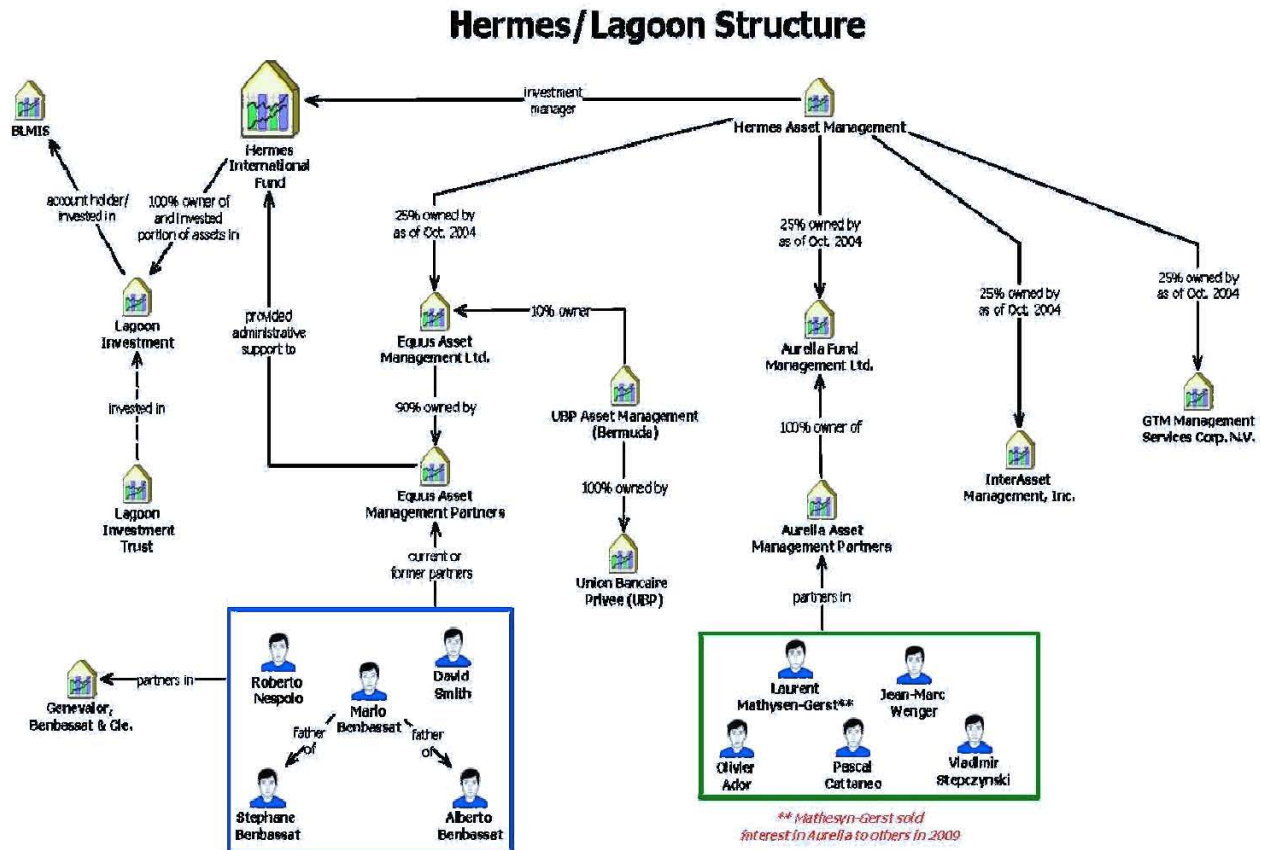 Hermes/Lagoon Structure
BLMIS
Hermes
International
Fund
investment
manager
Hermes Asset Management
account holder/
invested in
100% owner of
and invested
portion of assets in
25% owned by
as of Oct. 2004
25% owned by
as of Oct. 2004
25% owned by
as of Oct. 2004
25% owned by
as of Oct. 2004
Lagoon
Investment
provided
administrative
support to
Equus Asset
Management Ltd.
10% owner
Aurelia Fund
Management Ltd.
invested in
90% owned by
UBP Asset Management
(Bermuda)
100% owner of
GTM Management
Services Corp. N.V.
Lagoon
Investment
Trust
Equus Asset
Management Partners
100% owned by
InterAsset
Management, Inc.
Aurelia Asset
Management Partners
current or
former partners
Union Bancaire
Privee (UBP)
partners in
Genevalor,
Benbassat & Cie.
partners in
Roberto
Nespolo
David
Smith
Mario
Benbassat
father
of
father
of
Stephane
Benbassat
Alberto
Benbassat
Laurent
Mathysen-Gerst**
Jean-Marc
Wenger
Olivier
Ador
Pascal
Cattaneo
Vladimir
Stepczynski
** Mathesyn-Gerst sold
interest in Aurelia to others in 2009